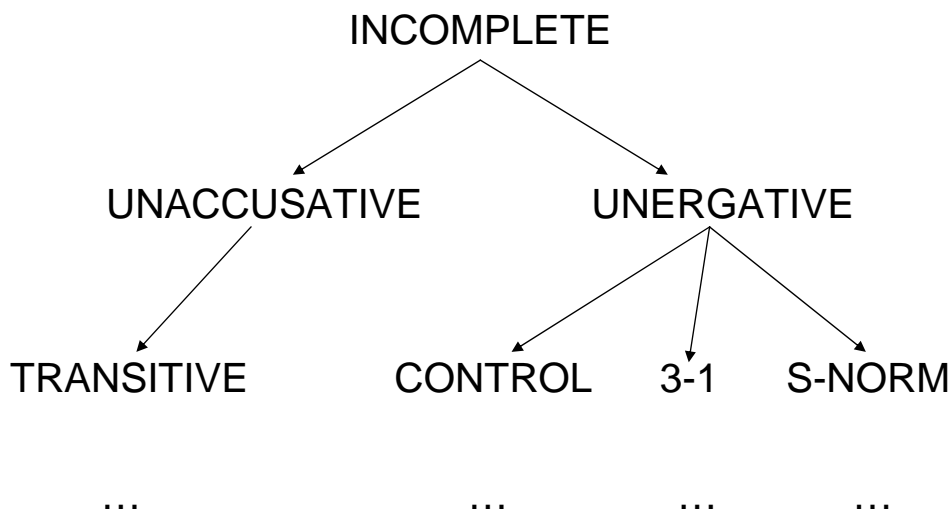 INCOMPLETE
UNACCUSATIVE UNERGATIVE
TRANSITIVE CONTROL 3-1 S-NORM
... ... ... ...